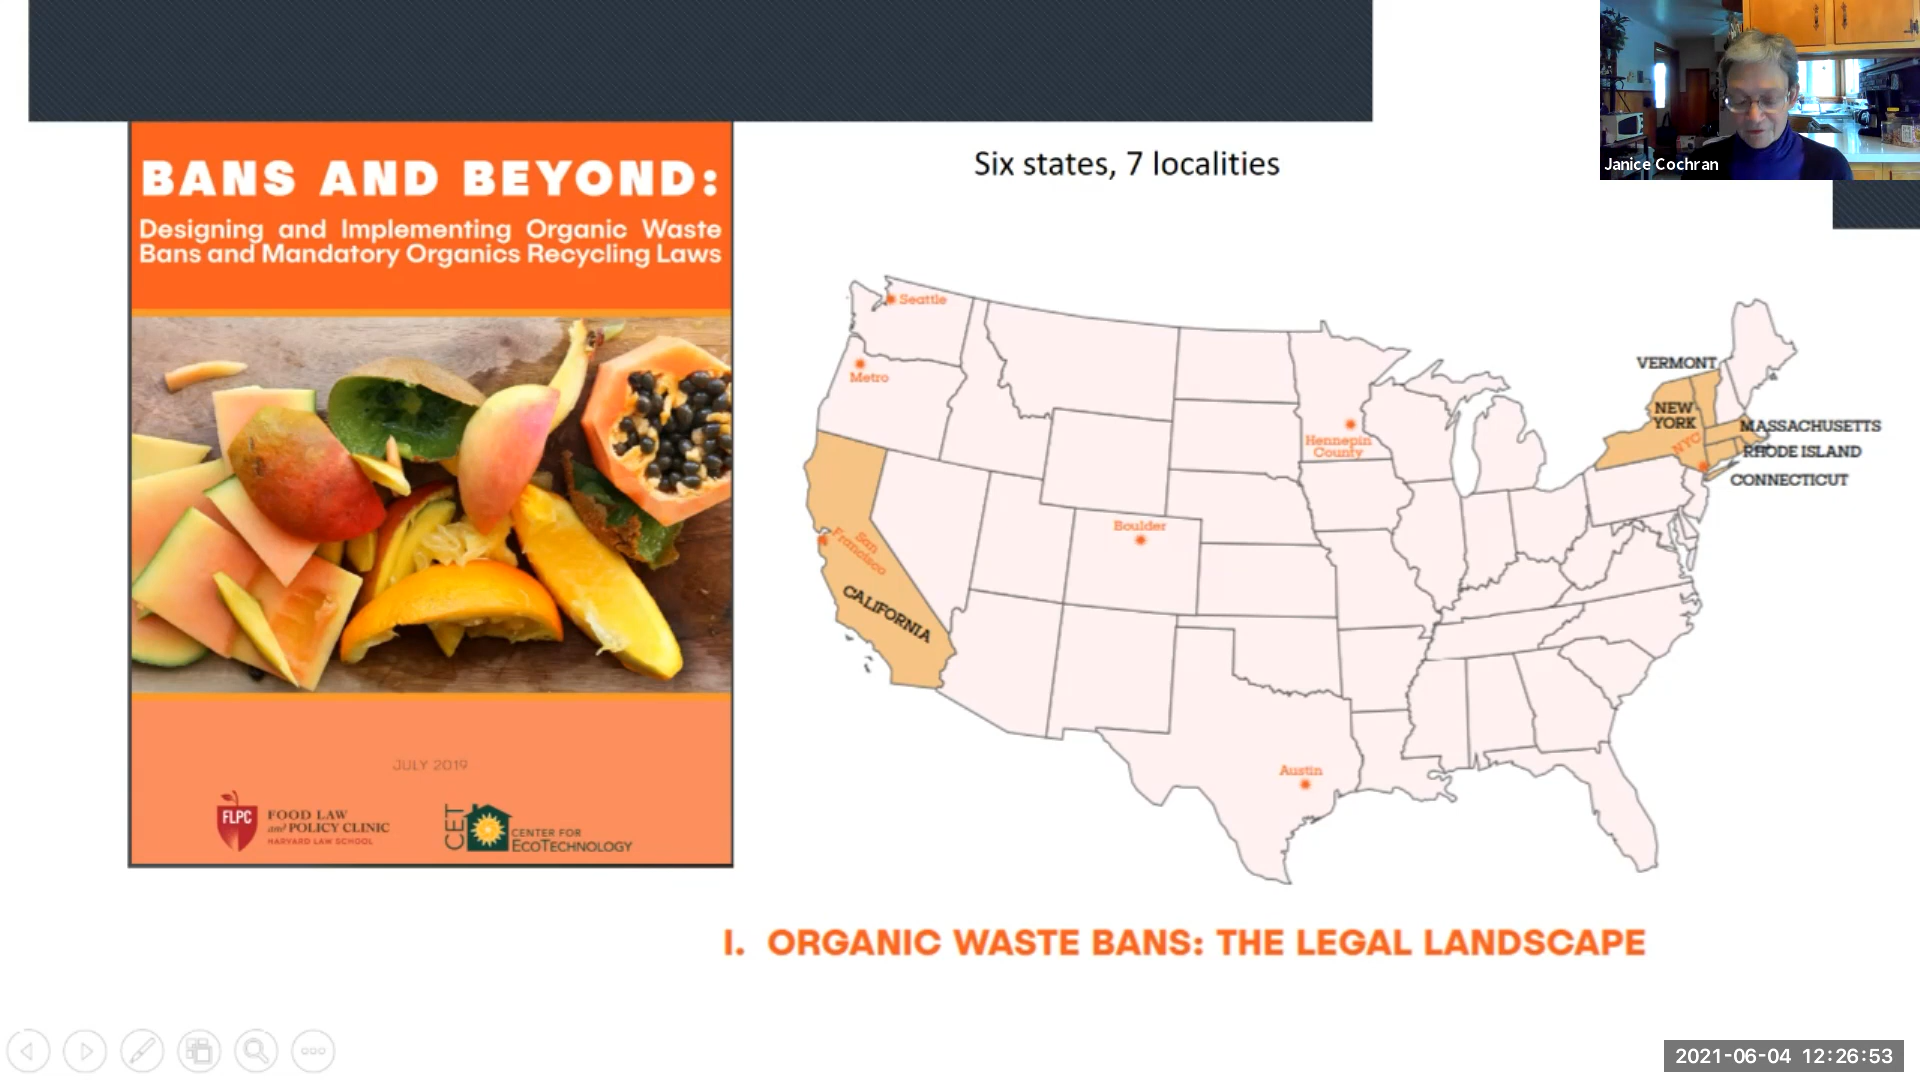 BANS AND BEYOND:
Designing and Implementing Organic Waste
Bans and Mandatory Organics Recycling Laws
JULY 2019
FLPC
FOOD LAW
and POLICY CLINIC
HARVARD LAW SCHOOL
CET
CENTER FOR
ECOTECHNOLOGY
Six states, 7 localities
Janice Cochran
Seattle
Metro
Hennepin
County
Boulder
San
Francisco
CALIFORNIA
Austin
VERMONT
NEW
YORK
NYC
MASSACHUSETTS
RHODE ISLAND
CONNECTICUT
I. ORGANIC WASTE BANS: THE LEGAL LANDSCAPE
2021-06-04 12:26:53